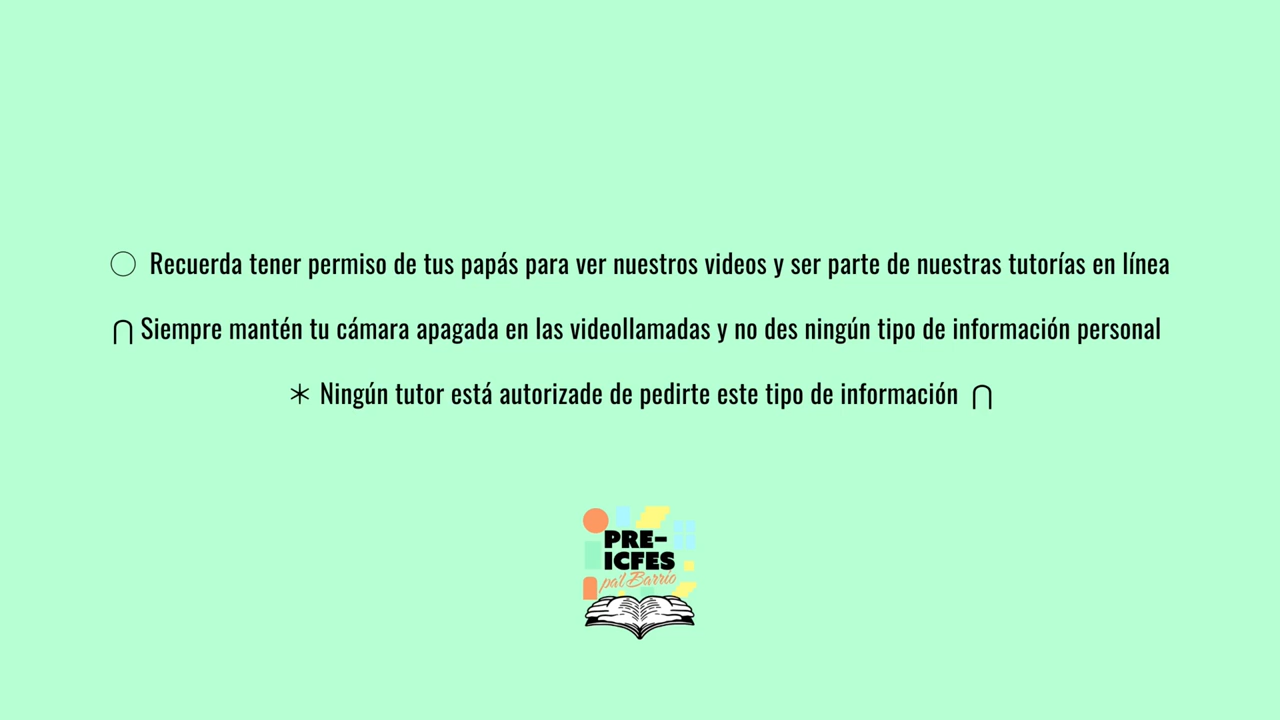 ◯ Recuerda tener permiso de tus papás para ver nuestros videos y ser parte de nuestras tutorías en línea
⋂ Siempre mantén tu cámara apagada en las videollamadas y no des ningún tipo de información personal
＊ Ningún tutor está autorizade de pedirte este tipo de información ⋂
PRE-
ICFES
pa'l Barrio